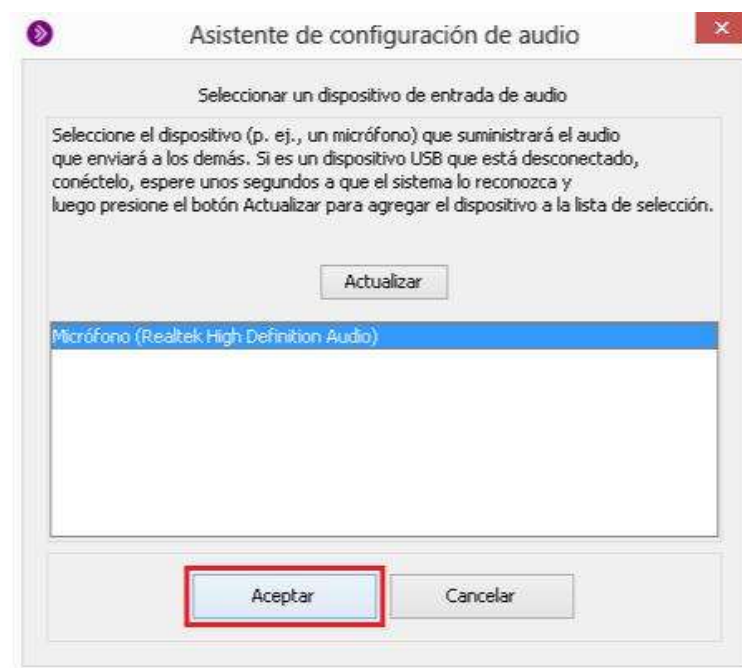 Asistente de configuración de audio
Seleccionar un dispositivo de entrada de audio
Seleccione el dispositivo (p. ej., un micrófono) que suministrará el audio
que enviará a los demás. Si es un dispositivo USB que está desconectado,
conéctelo, espere unos segundos a que el sistema lo reconozca y
luego presione el botón Actualizar para agregar el dispositivo a la lista de selección.
Actualizar
Micrófono (Realtek High Definition Audio)
Aceptar
Cancelar